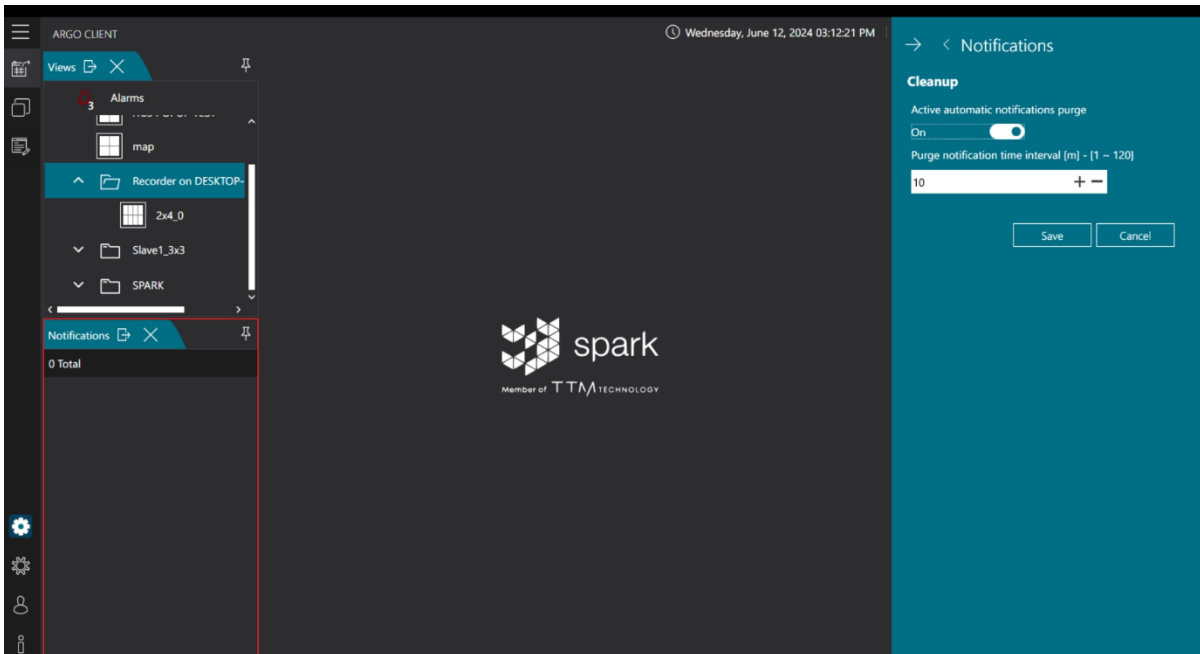 ARGO CLIENT
Wednesday, June 12, 2024 03:12:21 PM
Views
3
Alarms
map
Recorder on DESKTOP-
2x4_0
Slave1_3x3
SPARK
Notifications
0 Total
spark
Member of TTM TECHNOLOGY
Notifications
Cleanup
Active automatic notifications purge
On
Purge notification time interval [m] - [1 ~ 120]
10
Save
Cancel